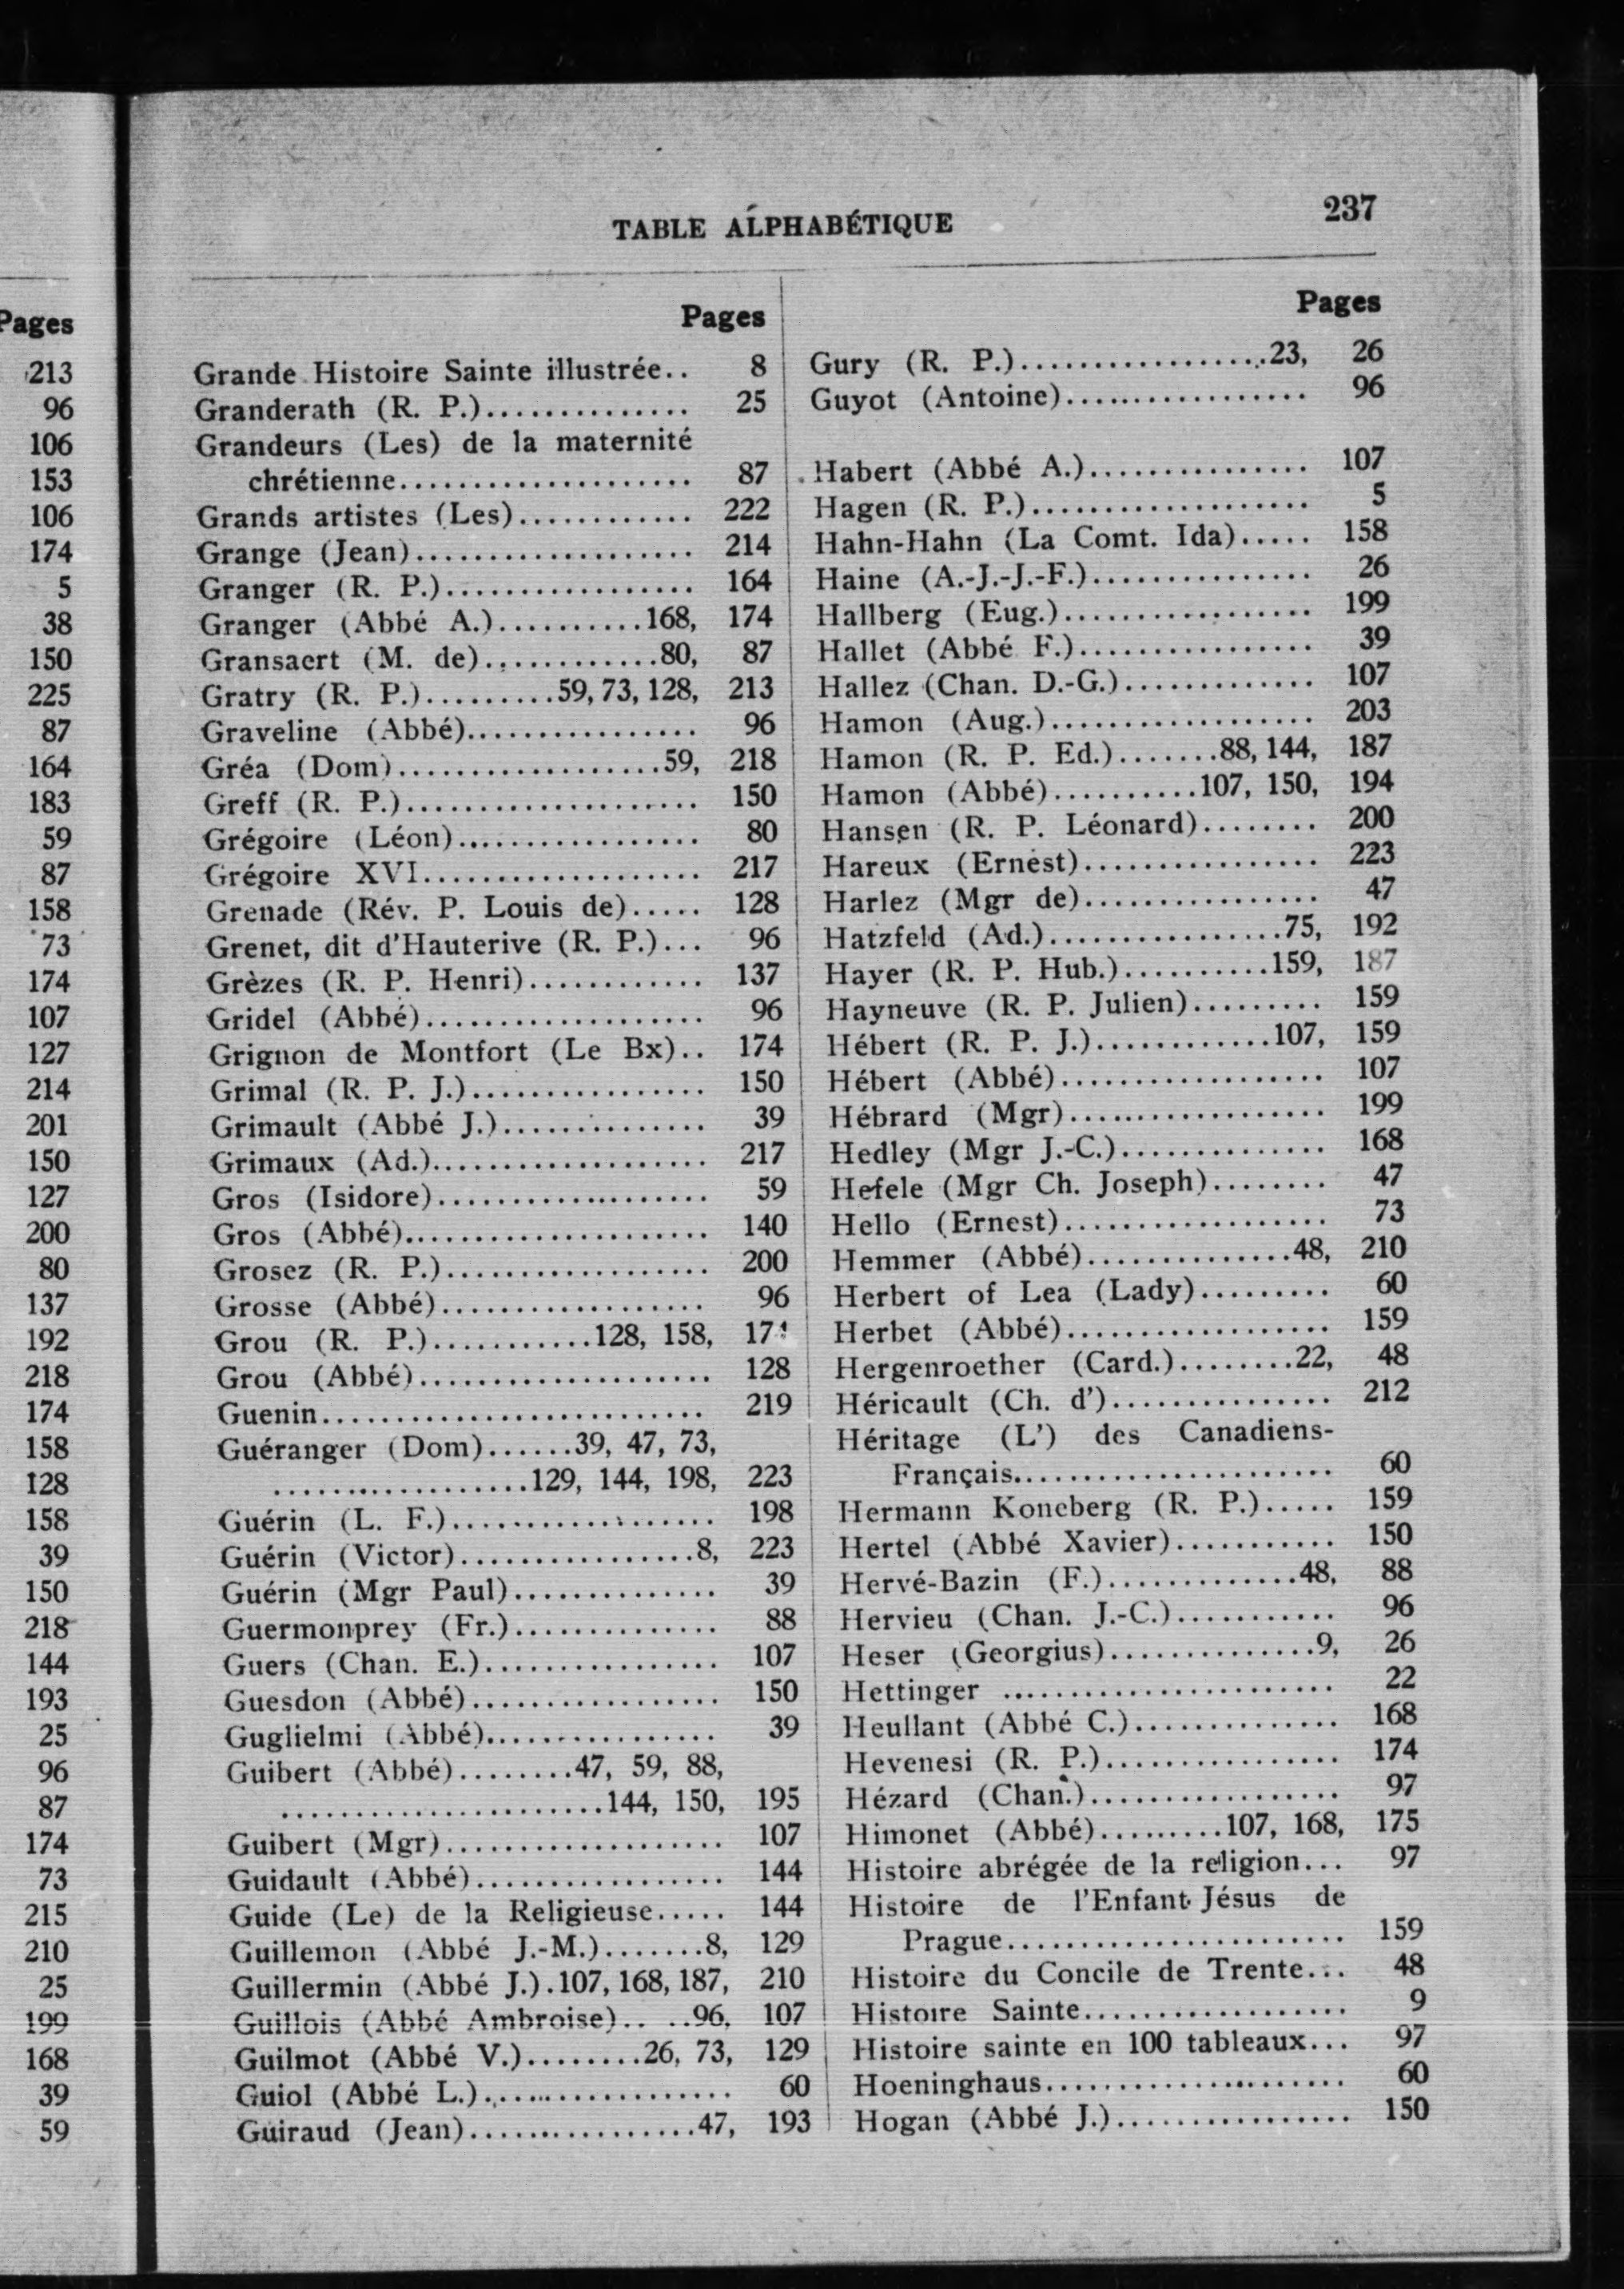 Pages
213
96
106
153
106
174
5
38
150
225
87
164
183
59
87
158
73
174
107
127
214
201
150
127
200
80
137
192
218
174
158
128
158
39
150
218
144
193
25
96
87
174
73
215
210
25
199
168
39
59
TABLE ALPHABÉTIQUE 237
Pages
Grande Histoire Sainte illustrée.. 8
Granderath (R. P.).............. 25
Grandeurs (Les) de la maternité
chrétienne.................... 87
Grands artistes (Les)............ 222
Grange (Jean)................... 214
Granger (R. P.)................. 164
Granger (Abbé A.)..........168, 174
Gransaert (M. de)............80, 87
Gratry (R. P.).........59, 73, 128, 213
Graveline (Abbé)................ 96
Gréa (Dom)..................59, 218
Greff (R. P.).................... 150
Grégoire (Léon)................. 80
Grégoire XVI................... 217
Grenade (Rév. P. Louis de)..... 128
Grenet, dit d'Hauterive (R. P.)... 96
Grèzes (R. P. Henri)............ 137
Gridel (Abbé)................... 96
Grignon de Montfort (Le Bx).. 174
Grimal (R. P. J.)................ 150
Grimault (Abbé J.).............. 39
Grimaux (Ad.)................... 217
Gros (Isidore)................... 59
Gros (Abbé)..................... 140
Grosez (R. P.).................. 200
Grosse (Abbé).................. 96
Grou (R. P.)...........128, 158, 174
Grou (Abbé).................... 128
Guenin.......................... 219
Guéranger (Dom)......39, 47, 73,
..................129, 144, 198, 223
Guérin (L. F.).................. 198
Guérin (Victor)................8, 223
Guérin (Mgr Paul).............. 39
Guermonprey (Fr.).............. 88
Guers (Chan. E.)................ 107
Guesdon (Abbé)................. 150
Guglielmi (Abbé)................ 39
Guibert (Abbé)........47, 59, 88,
......................144, 150, 195
Guibert (Mgr)................... 107
Guidault (Abbé)................. 144
Guide (Le) de la Religieuse..... 144
Guillemon (Abbé J.-M.).......8, 129
Guillermin (Abbé J.).107, 168, 187, 210
Guillois (Abbé Ambroise).. ..96, 107
Guilmot (Abbé V.)........26, 73, 129
Guiol (Abbé L.)................. 60
Guiraud (Jean)................47, 193
Pages
Gury (R. P.).................23, 26
Guyot (Antoine)................. 96
Habert (Abbé A.)............... 107
Hagen (R. P.)................... 5
Hahn-Hahn (La Comt. Ida)..... 158
Haine (A.-J.-J.-F.)............... 26
Hallberg (Eug.)................. 199
Hallet (Abbé F.)................ 39
Hallez (Chan. D.-G.)............. 107
Hamon (Aug.).................. 203
Hamon (R. P. Ed.).......88, 144, 187
Hamon (Abbé)..........107, 150, 194
Hansen (R. P. Léonard)........ 200
Hareux (Ernest)................ 223
Harlez (Mgr de)................ 47
Hatzfeld (Ad.)................75, 192
Hayer (R. P. Hub.)..........159, 187
Hayneuve (R. P. Julien)......... 159
Hébert (R. P. J.)............107, 159
Hébert (Abbé).................. 107
Hébrard (Mgr).................. 199
Hedley (Mgr J.-C.).............. 168
Hefele (Mgr Ch. Joseph)........ 47
Hello (Ernest).................. 73
Hemmer (Abbé)..............48, 210
Herbert of Lea (Lady)......... 60
Herbet (Abbé).................. 159
Hergenroether (Card.)........22, 48
Héricault (Ch. d')............... 212
Héritage (L') des Canadiens-
Français...................... 60
Hermann Koneberg (R. P.)..... 159
Hertel (Abbé Xavier)........... 150
Hervé-Bazin (F.).............48, 88
Hervieu (Chan. J.-C.)........... 96
Heser (Georgius)..............9, 26
Hettinger ....................... 22
Heullant (Abbé C.).............. 168
Hevenesi (R. P.)................ 174
Hézard (Chan.)................. 97
Himonet (Abbé).........107, 168, 175
Histoire abrégée de la religion... 97
Histoire de l'Enfant Jésus de
Prague....................... 159
Histoire du Concile de Trente... 48
Histoire Sainte.................. 9
Histoire sainte en 100 tableaux... 97
Hoeninghaus..................... 60
Hogan (Abbé J.)................ 150